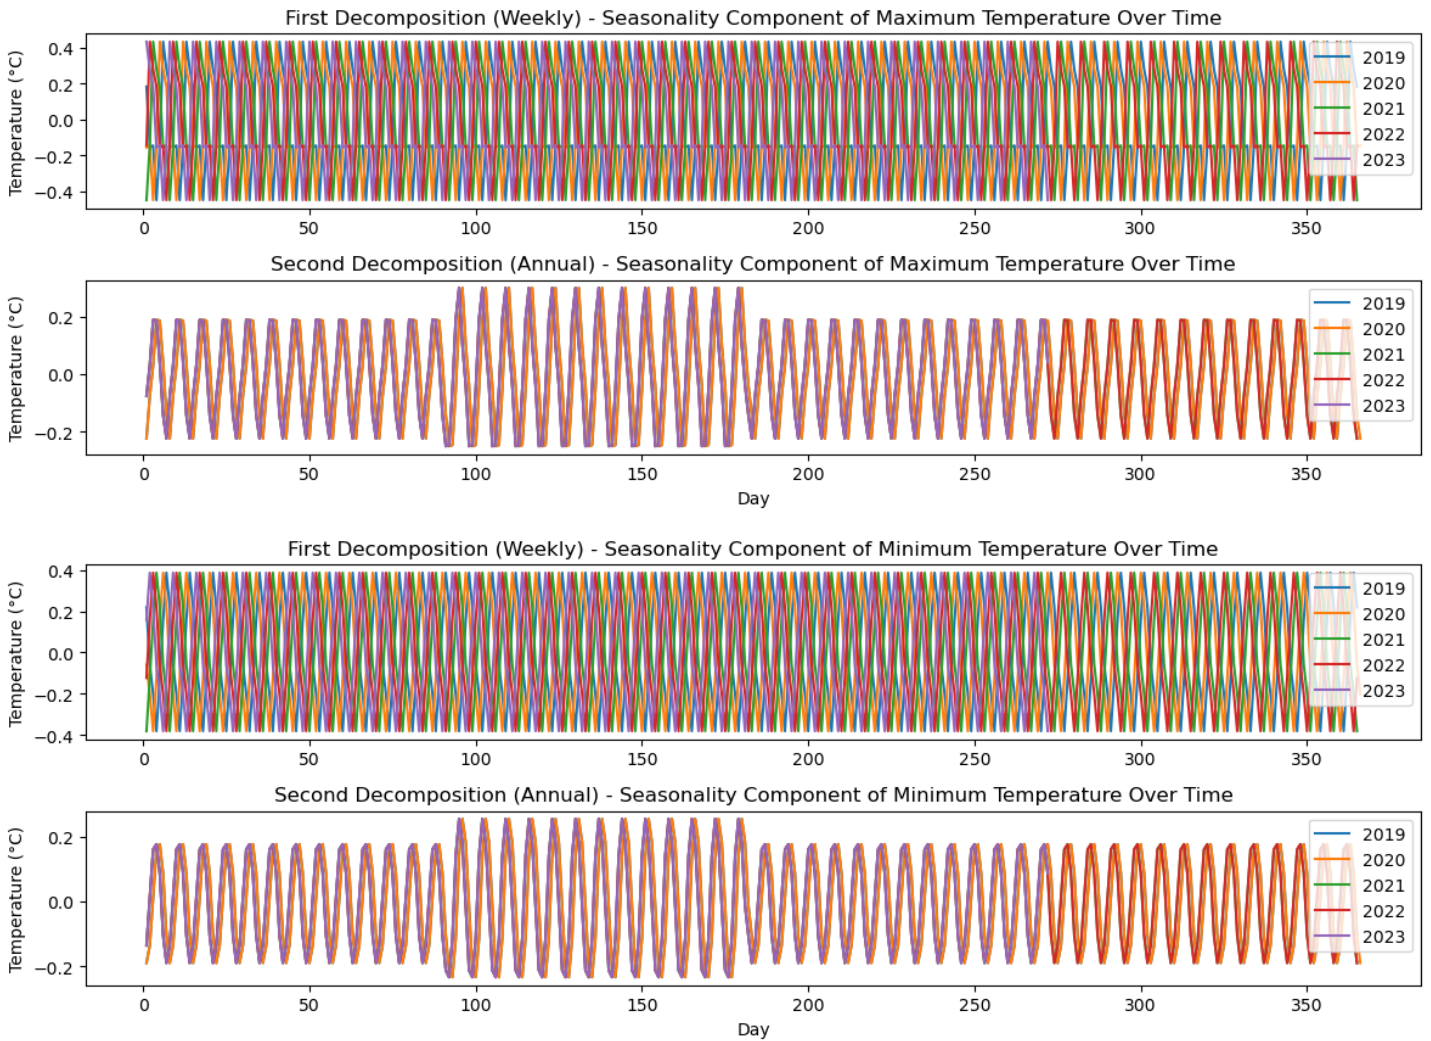 First Decomposition (Weekly) - Seasonality Component of Maximum Temperature Over Time
Temperature (°C)
0.4
0.2
0.0
−0.2
−0.4
0 50 100 150 200 250 300 350
2019
2020
2021
2022
2023
Second Decomposition (Annual) - Seasonality Component of Maximum Temperature Over Time
Temperature (°C)
0.2
0.0
−0.2
0 50 100 150 200 250 300 350
Day
2019
2020
2021
2022
2023
First Decomposition (Weekly) - Seasonality Component of Minimum Temperature Over Time
Temperature (°C)
0.4
0.2
0.0
−0.2
−0.4
0 50 100 150 200 250 300 350
2019
2020
2021
2022
2023
Second Decomposition (Annual) - Seasonality Component of Minimum Temperature Over Time
Temperature (°C)
0.2
0.0
−0.2
0 50 100 150 200 250 300 350
Day
2019
2020
2021
2022
2023